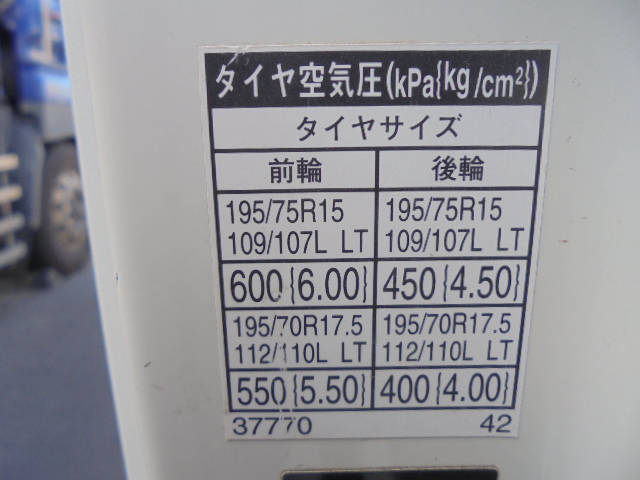 タイヤ空気圧(kPa{kg/cm²})
タイヤサイズ
前輪 後輪
195/75R15 195/75R15
109/107L LT 109/107L LT
600{6.00} 450{4.50}
195/70R17.5 195/70R17.5
112/110L LT 112/110L LT
550{5.50} 400{4.00}
37770 42